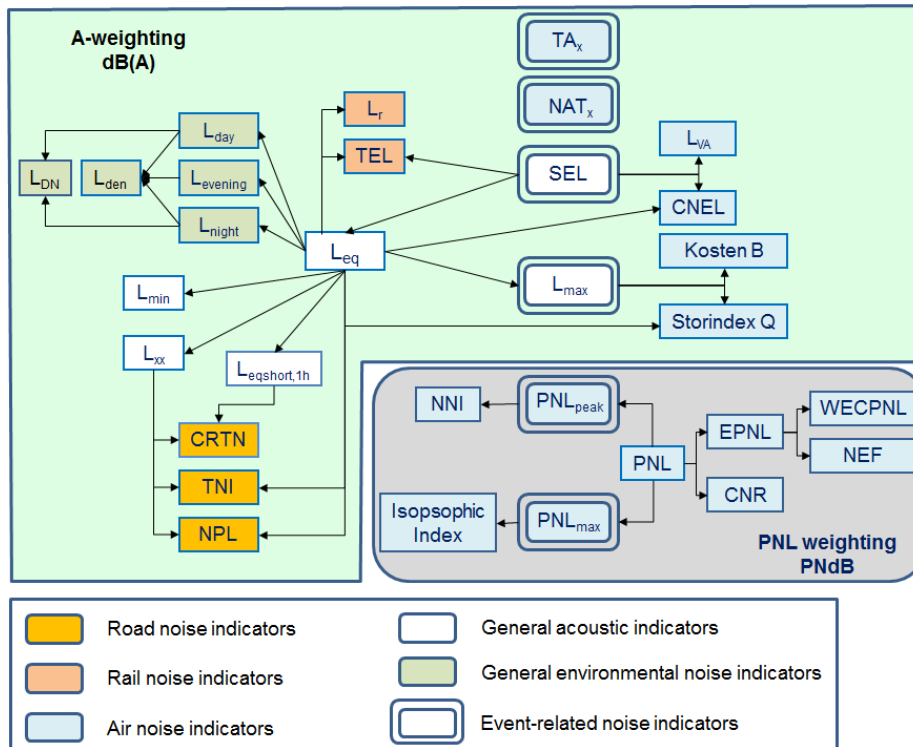 A-weighting
dB(A)
TAx
NATx
Lr
TEL
SEL
LVA
CNEL
Lday
LDN
Lden
Levening
Lnight
Leq
Lmax
Kosten B
Storindex Q
Lmin
Lxx
Leqshort,1h
CRTN
TNI
NPL
NNI
PNLpeak
PNL
EPNL
WECPNL
NEF
CNR
Isopsophic
Index
PNLmax
PNL weighting
PNdB
Road noise indicators
General acoustic indicators
Rail noise indicators
General environmental noise indicators
Air noise indicators
Event-related noise indicators